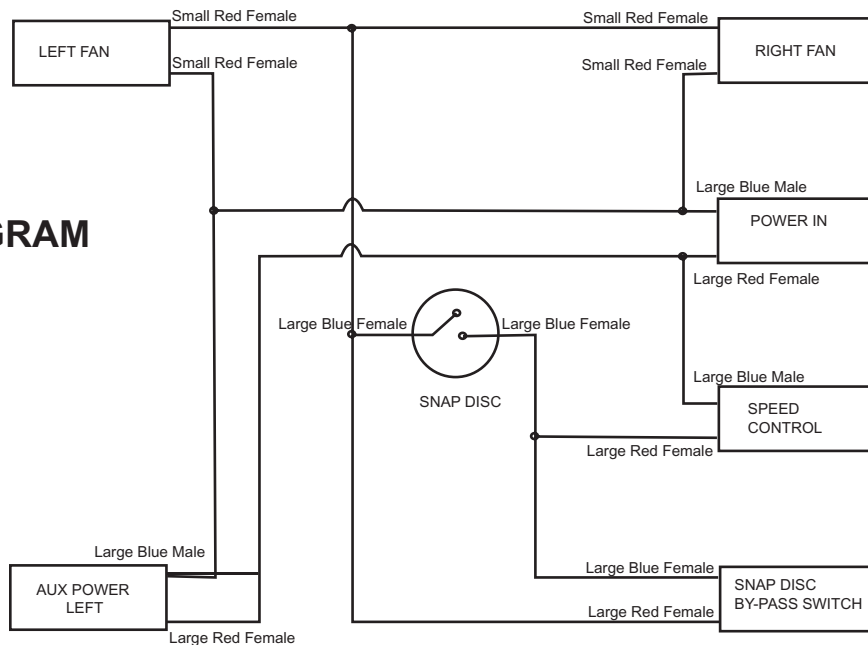 Small Red Female
Small Red Female
LEFT FAN
RIGHT FAN
Small Red Female
Small Red Female
Large Blue Male
GRAM
POWER IN
Large Red Female
Large Blue Female
Large Blue Female
Large Blue Male
SNAP DISC
SPEED
CONTROL
Large Red Female
Large Blue Male
Large Blue Female
AUX POWER
LEFT
SNAP DISC
BY-PASS SWITCH
Large Red Female
Large Red Female